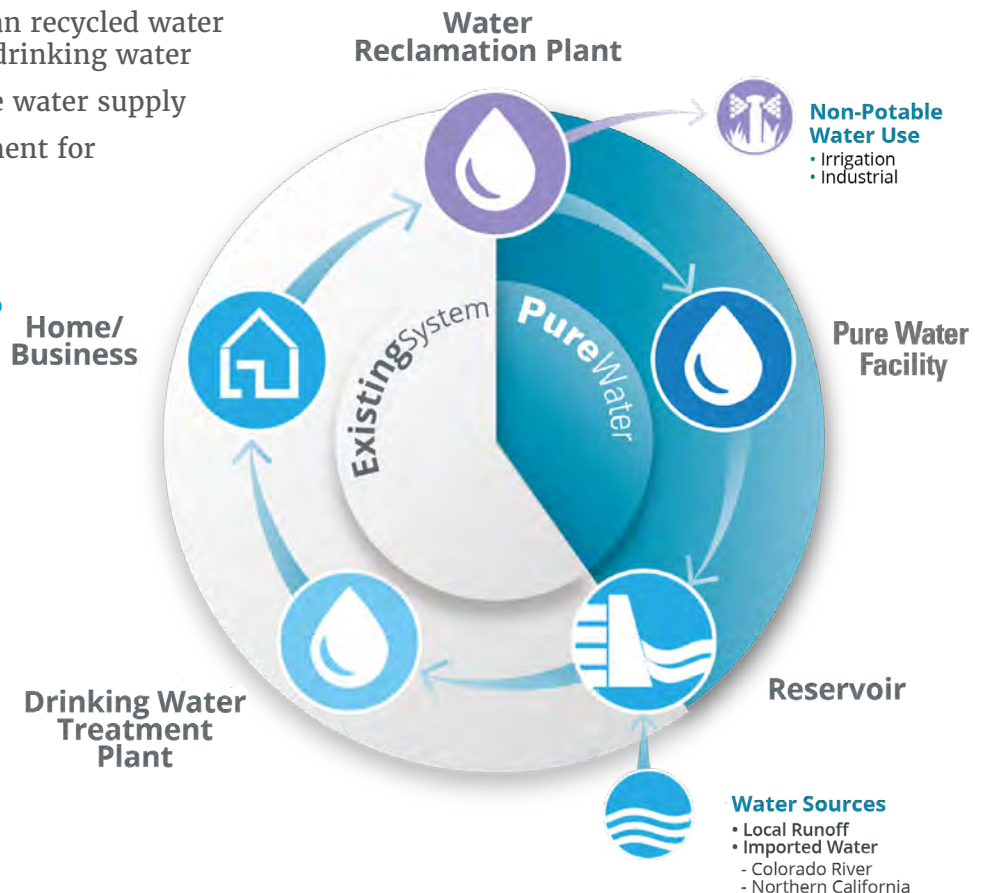 n recycled water
drinking water
water supply
ment for
Water
Reclamation Plant
Non-Potable
Water Use
• Irrigation
• Industrial
Home/
Business
ExistingSystem
PureWater
Pure Water
Facility
Reservoir
Drinking Water
Treatment
Plant
Water Sources
• Local Runoff
• Imported Water
- Colorado River
- Northern California